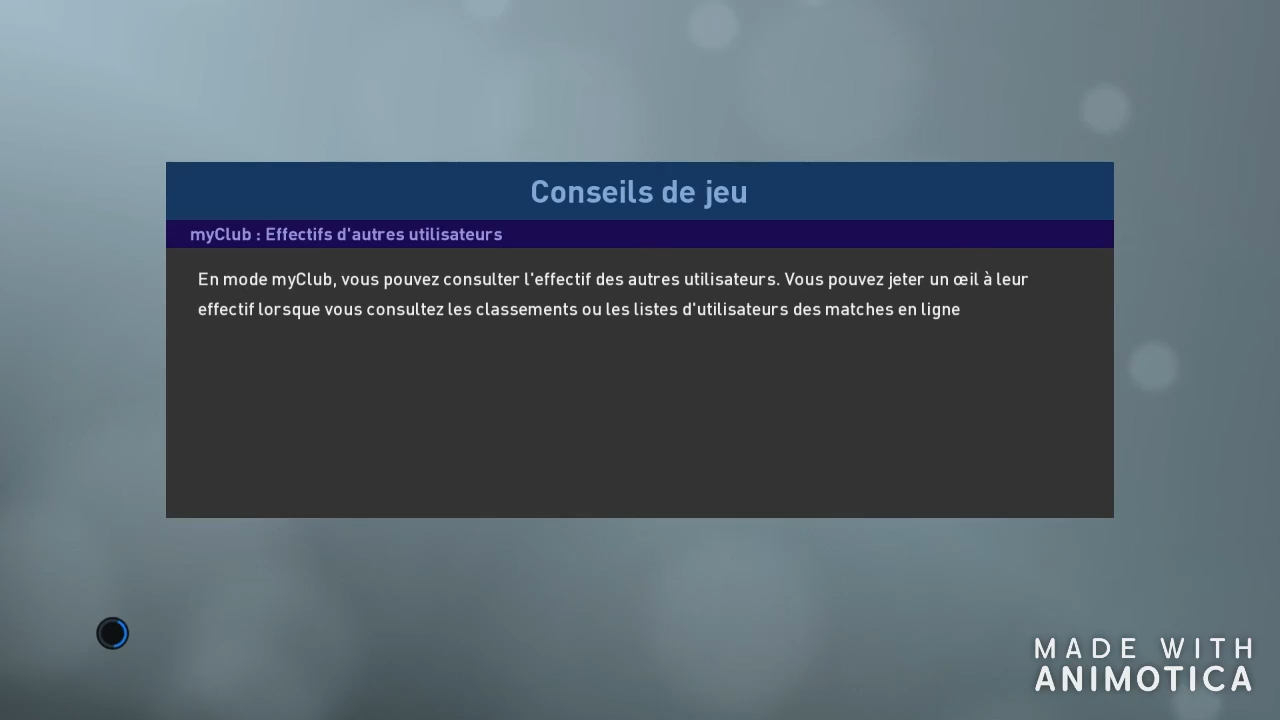 Conseils de jeu
myClub : Effectifs d'autres utilisateurs
En mode myClub, vous pouvez consulter l'effectif des autres utilisateurs. Vous pouvez jeter un œil à leur
effectif lorsque vous consultez les classements ou les listes d'utilisateurs des matches en ligne
MADE WITH
ANIMOTICA